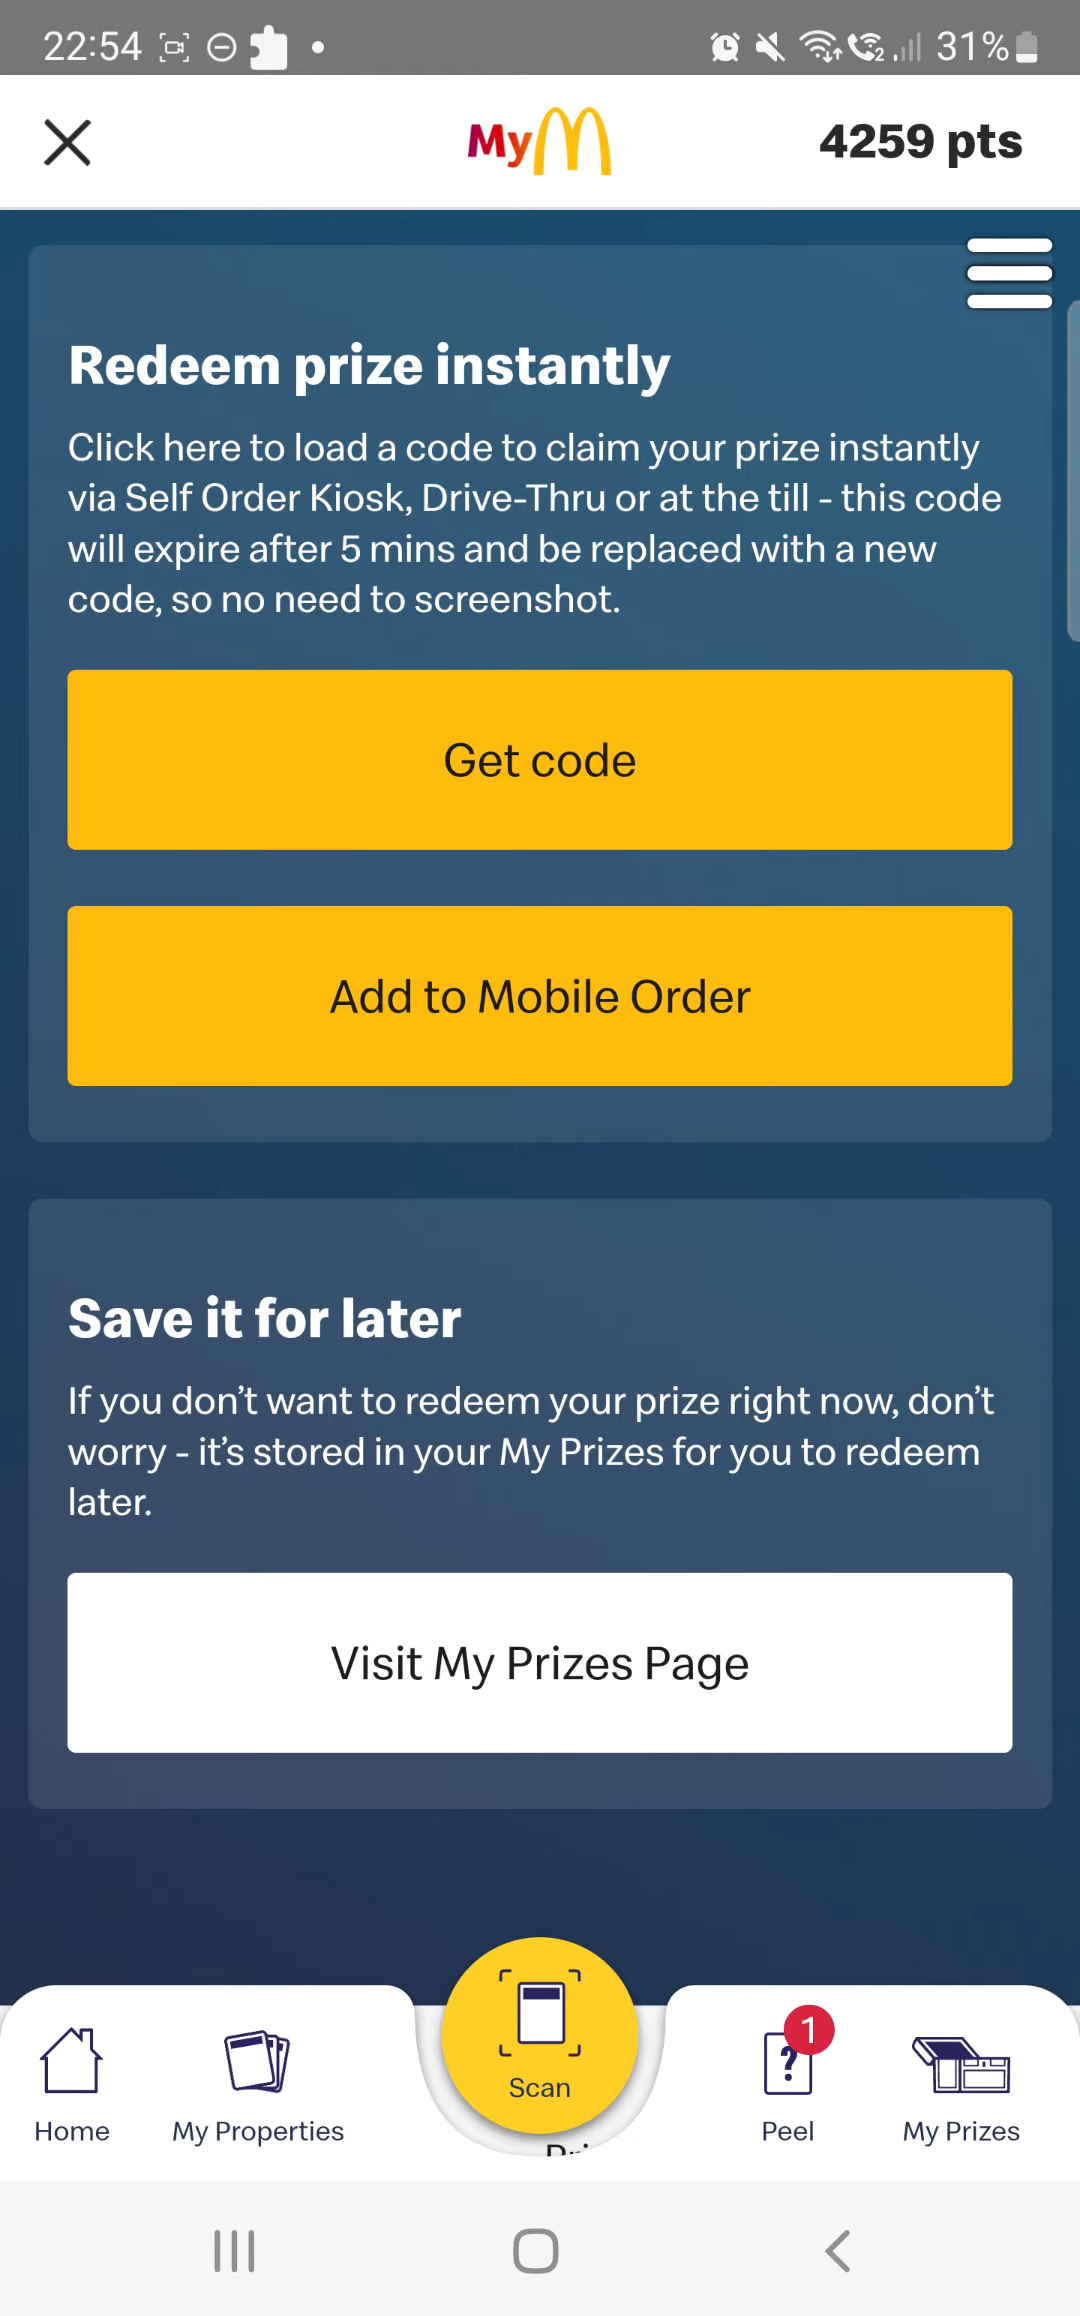 22:54
2
31%
My
4259 pts
Redeem prize instantly
Click here to load a code to claim your prize instantly
via Self Order Kiosk, Drive-Thru or at the till - this code
will expire after 5 mins and be replaced with a new
code, so no need to screenshot.
Get code
Add to Mobile Order
Save it for later
If you don’t want to redeem your prize right now, don’t
worry - it’s stored in your My Prizes for you to redeem
later.
Visit My Prizes Page
Scan
1
?
Home
My Properties
Peel
My Prizes